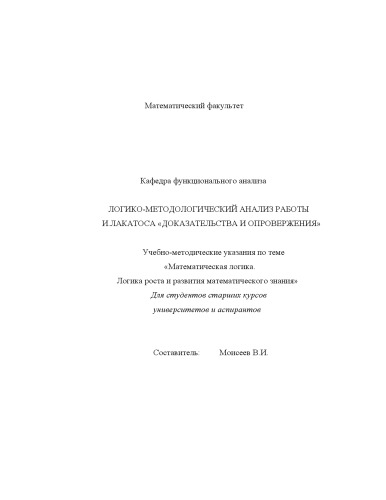 Математический факультет
Кафедра функционального анализа
ЛОГИКО-МЕТОДОЛОГИЧЕСКИЙ АНАЛИЗ РАБОТЫ
И.ЛАКАТОСА «ДОКАЗАТЕЛЬСТВА И ОПРОВЕРЖЕНИЯ»
Учебно-методические указания по теме
«Математическая логика.
Логика роста и развития математического знания»
Для студентов старших курсов
университетов и аспирантов
Составитель: Моисеев В.И.